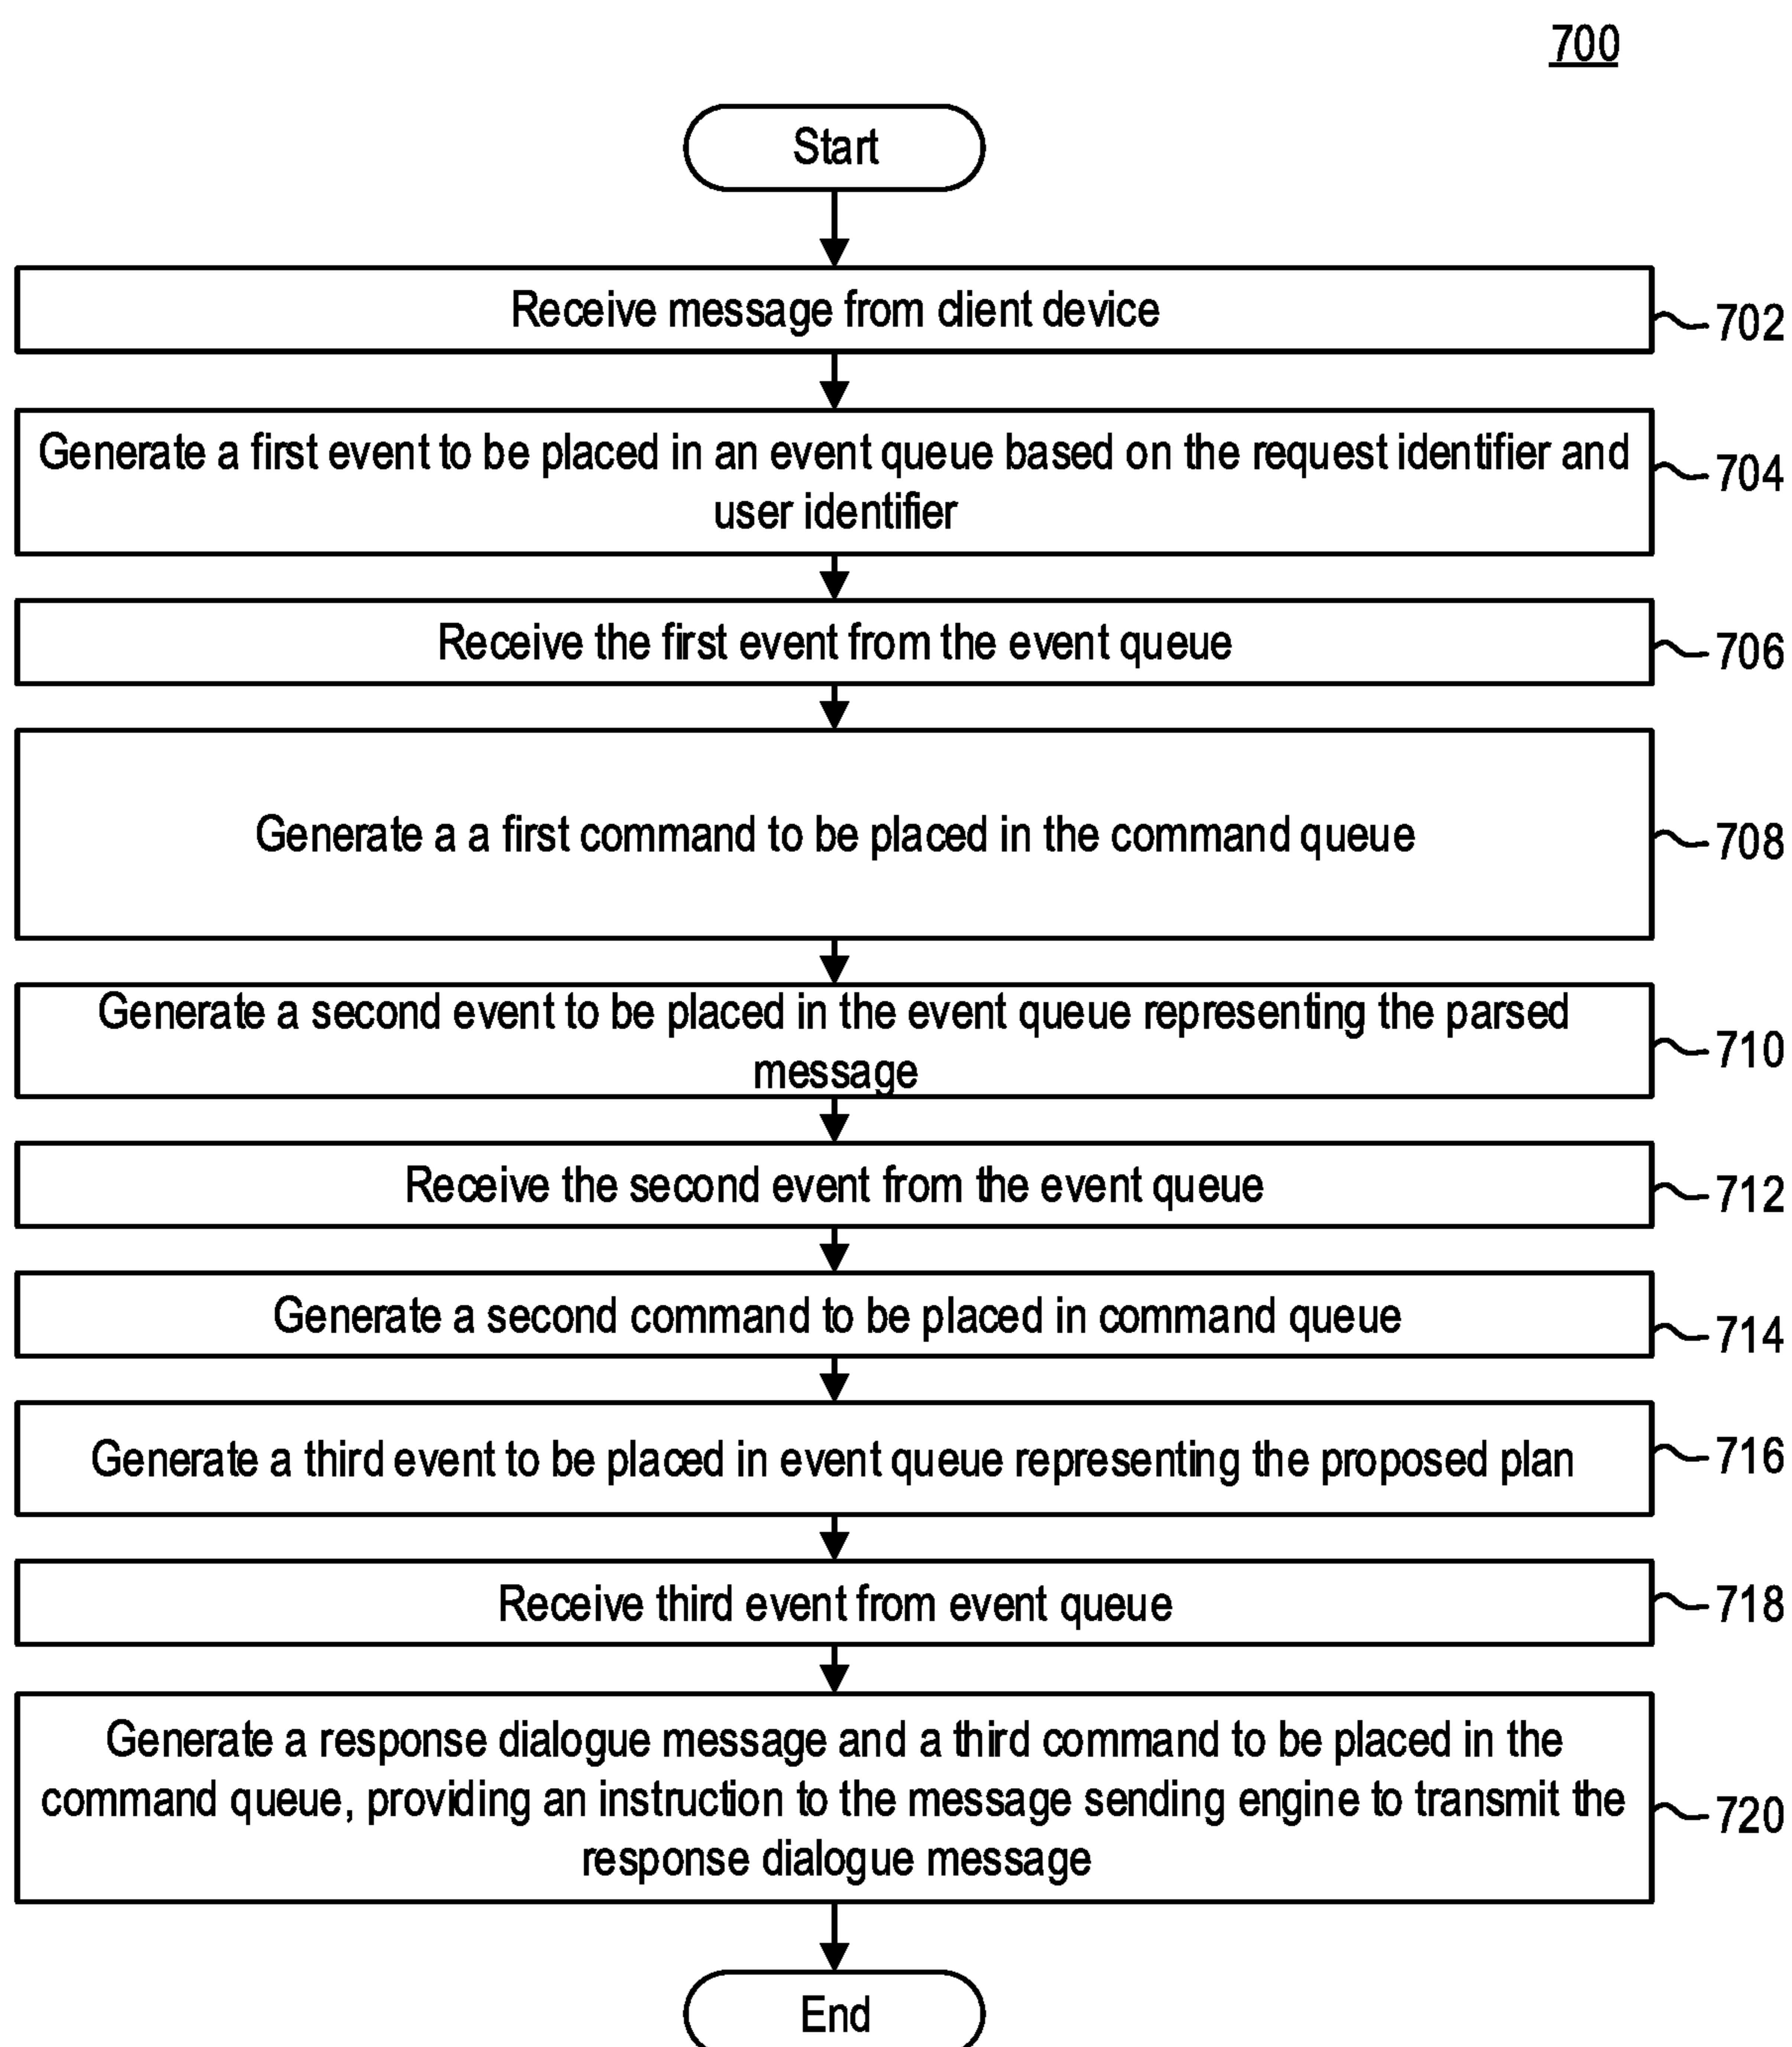 700
Start
Receive message from client device
702
Generate a first event to be placed in an event queue based on the request identifier and
user identifier
704
Receive the first event from the event queue
706
Generate a a first command to be placed in the command queue
708
Generate a second event to be placed in the event queue representing the parsed
message
710
Receive the second event from the event queue
712
Generate a second command to be placed in command queue
714
Generate a third event to be placed in event queue representing the proposed plan
716
Receive third event from event queue
718
Generate a response dialogue message and a third command to be placed in the
command queue, providing an instruction to the message sending engine to transmit the
response dialogue message
720
End